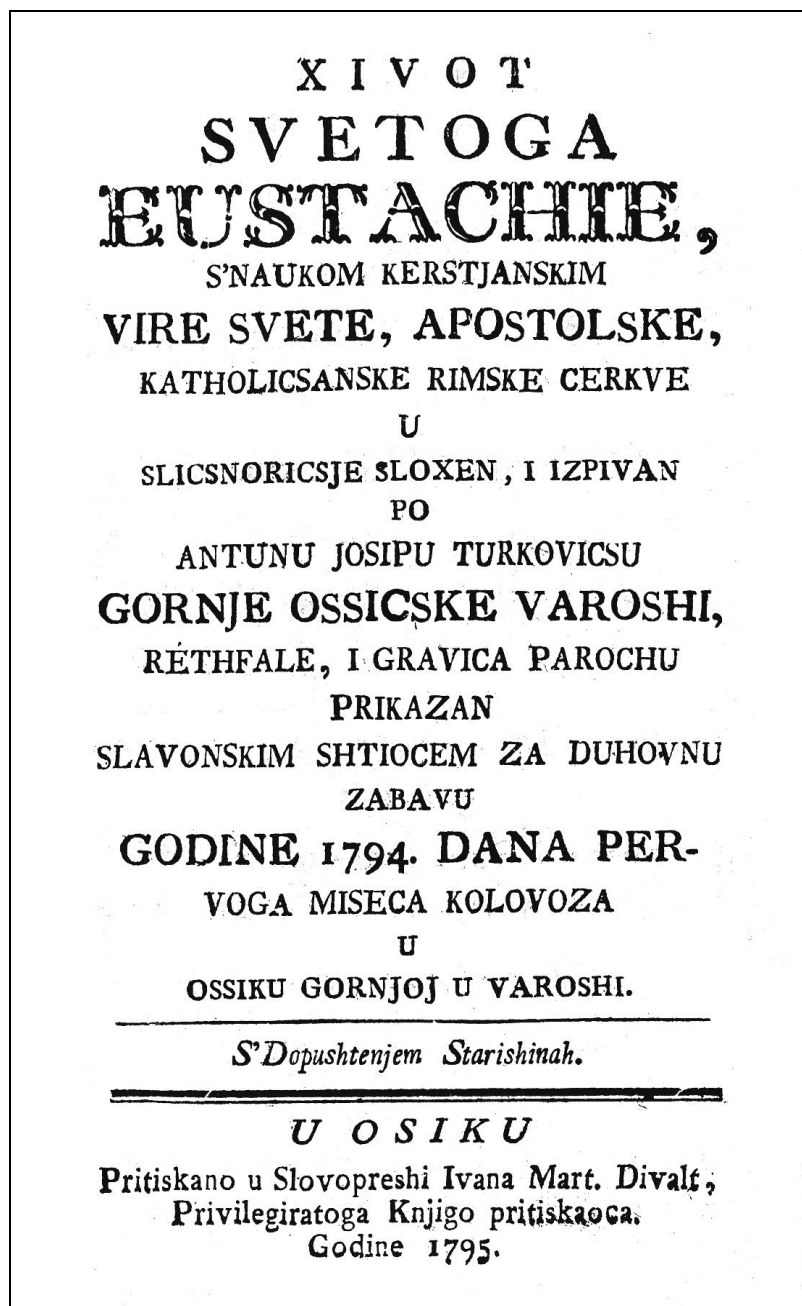 XIVOT
SVETOGA
EUSTACHIE,
S'NAUKOM KERSTJANSKIM
VIRE SVETE, APOSTOLSKE,
KATHOLICSANSKE RIMSKE CERKVE
U
SLICSNORICSJE SLOXEN, I IZPIVAN
PO
ANTUNU JOSIPU TURKOVICSU
GORNJE OSSICSKE VAROSHI,
RÉTHFALE, I GRAVICA PAROCHU
PRIKAZAN
SLAVONSKIM SHTIOCEM ZA DUHOVNU
ZABAVU
GODINE 1794. DANA PER-
VOGA MISECA KOLOVOZA
U
OSSIKU GORNJOJ U VAROSHI.
S'Dopushtenjem Starishinah.
U OSIKU
Pritiskano u Slovopreshi Ivana Mart. Divalt,
Privilegiratoga Knjigo pritiskaoca.
Godine 1795.